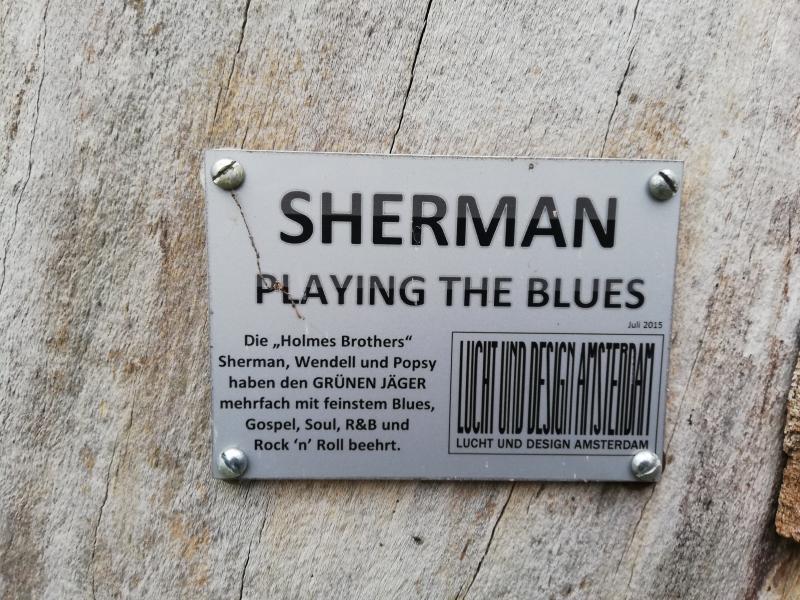 SHERMAN
PLAYING THE BLUES
Juli 2015
Die „Holmes Brothers“
Sherman, Wendell und Popsy
haben den GRÜNEN JÄGER
mehrfach mit feinstem Blues,
Gospel, Soul, R&B und
Rock ‘n’ Roll beehrt.
LUCHT UND DESIGN AMSTERDAM
LUCHT UND DESIGN AMSTERDAM